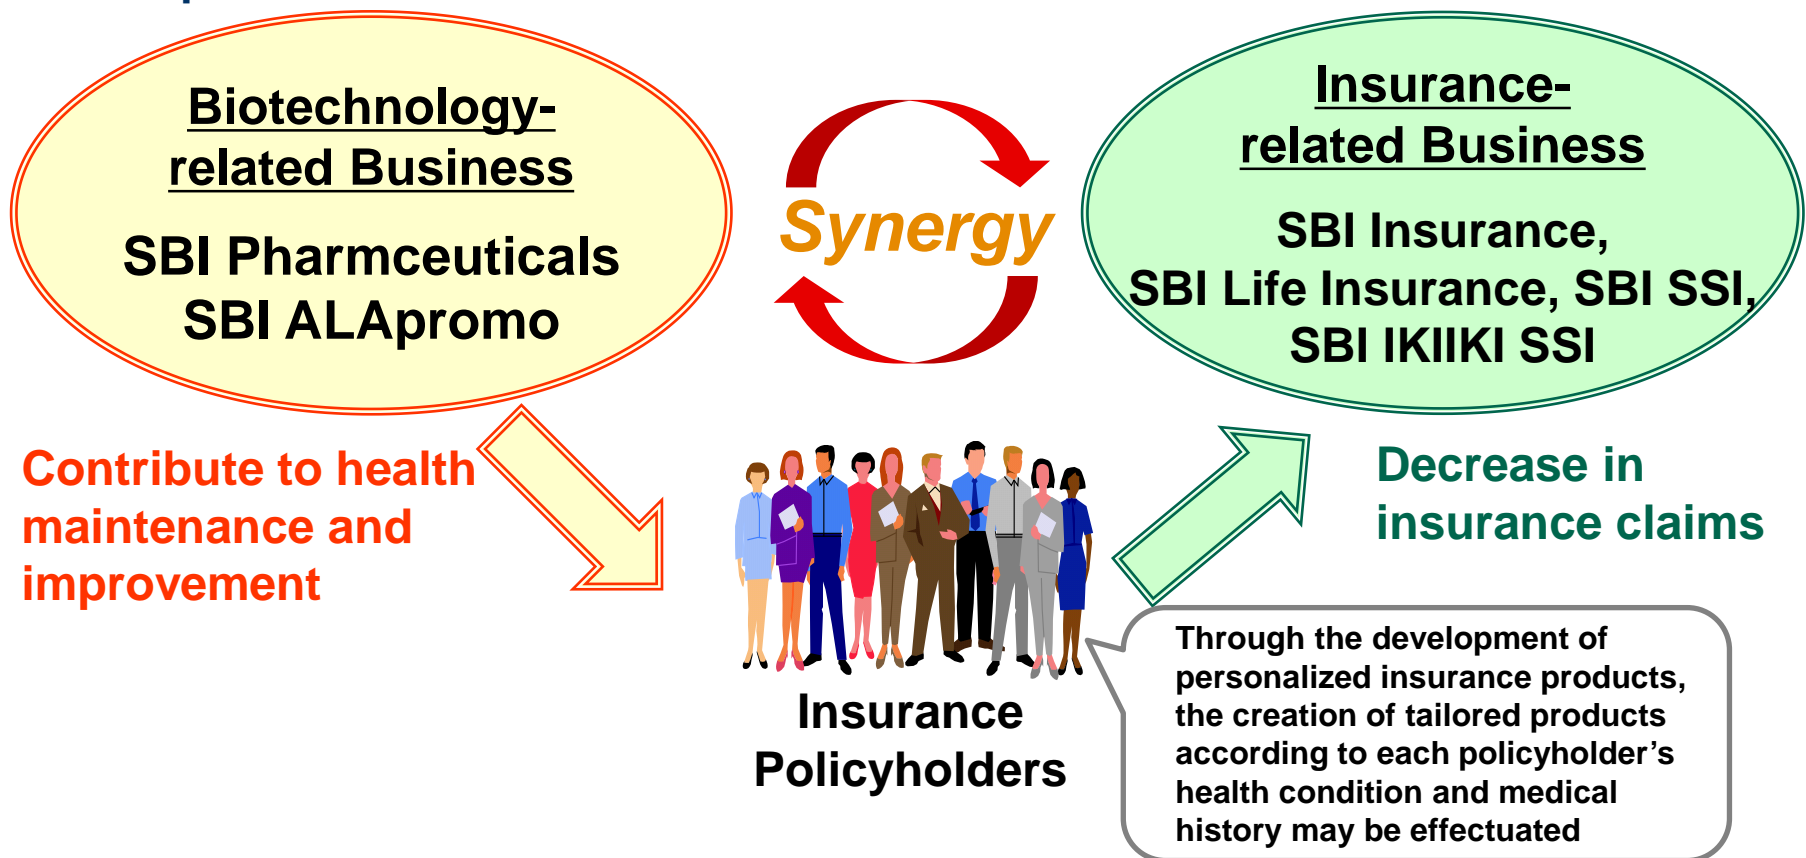 Biotechnology-
related Business
SBI Pharmceuticals
SBI ALApromo
Synergy
Insurance-
related Business
SBI Insurance,
SBI Life Insurance, SBI SSI,
SBI IKIIKI SSI
Contribute to health
maintenance and
improvement
Decrease in
insurance claims
Insurance
Policyholders
Through the development of
personalized insurance products,
the creation of tailored products
according to each policyholder’s
health condition and medical
history may be effectuated